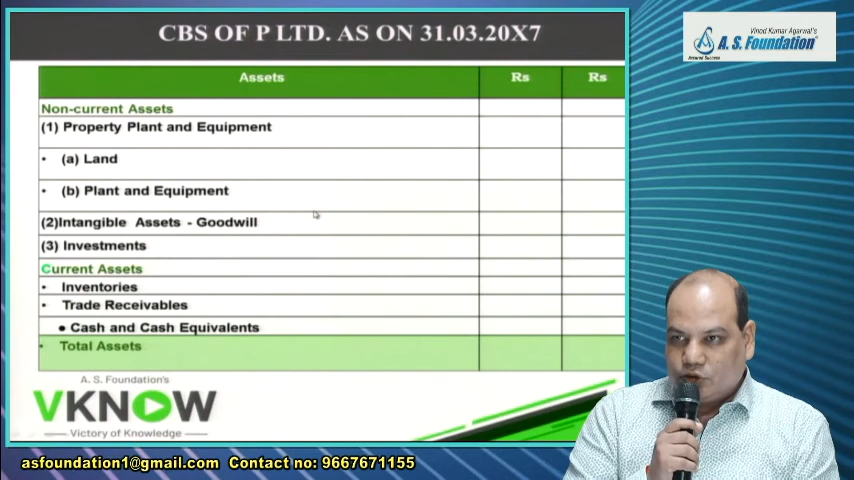 CBS OF P LTD. AS ON 31.03.20X7
Vinod Kumar Agarwal's
A. S. Foundation
Assured Success
Assets Rs Rs
Non-current Assets
(1) Property Plant and Equipment
• (a) Land
• (b) Plant and Equipment
(2)Intangible Assets - Goodwill
(3) Investments
Current Assets
• Inventories
• Trade Receivables
● Cash and Cash Equivalents
• Total Assets
A. S. Foundation's
VKNOW
Victory of Knowledge
asfoundation1@gmail.com Contact no: 9667671155